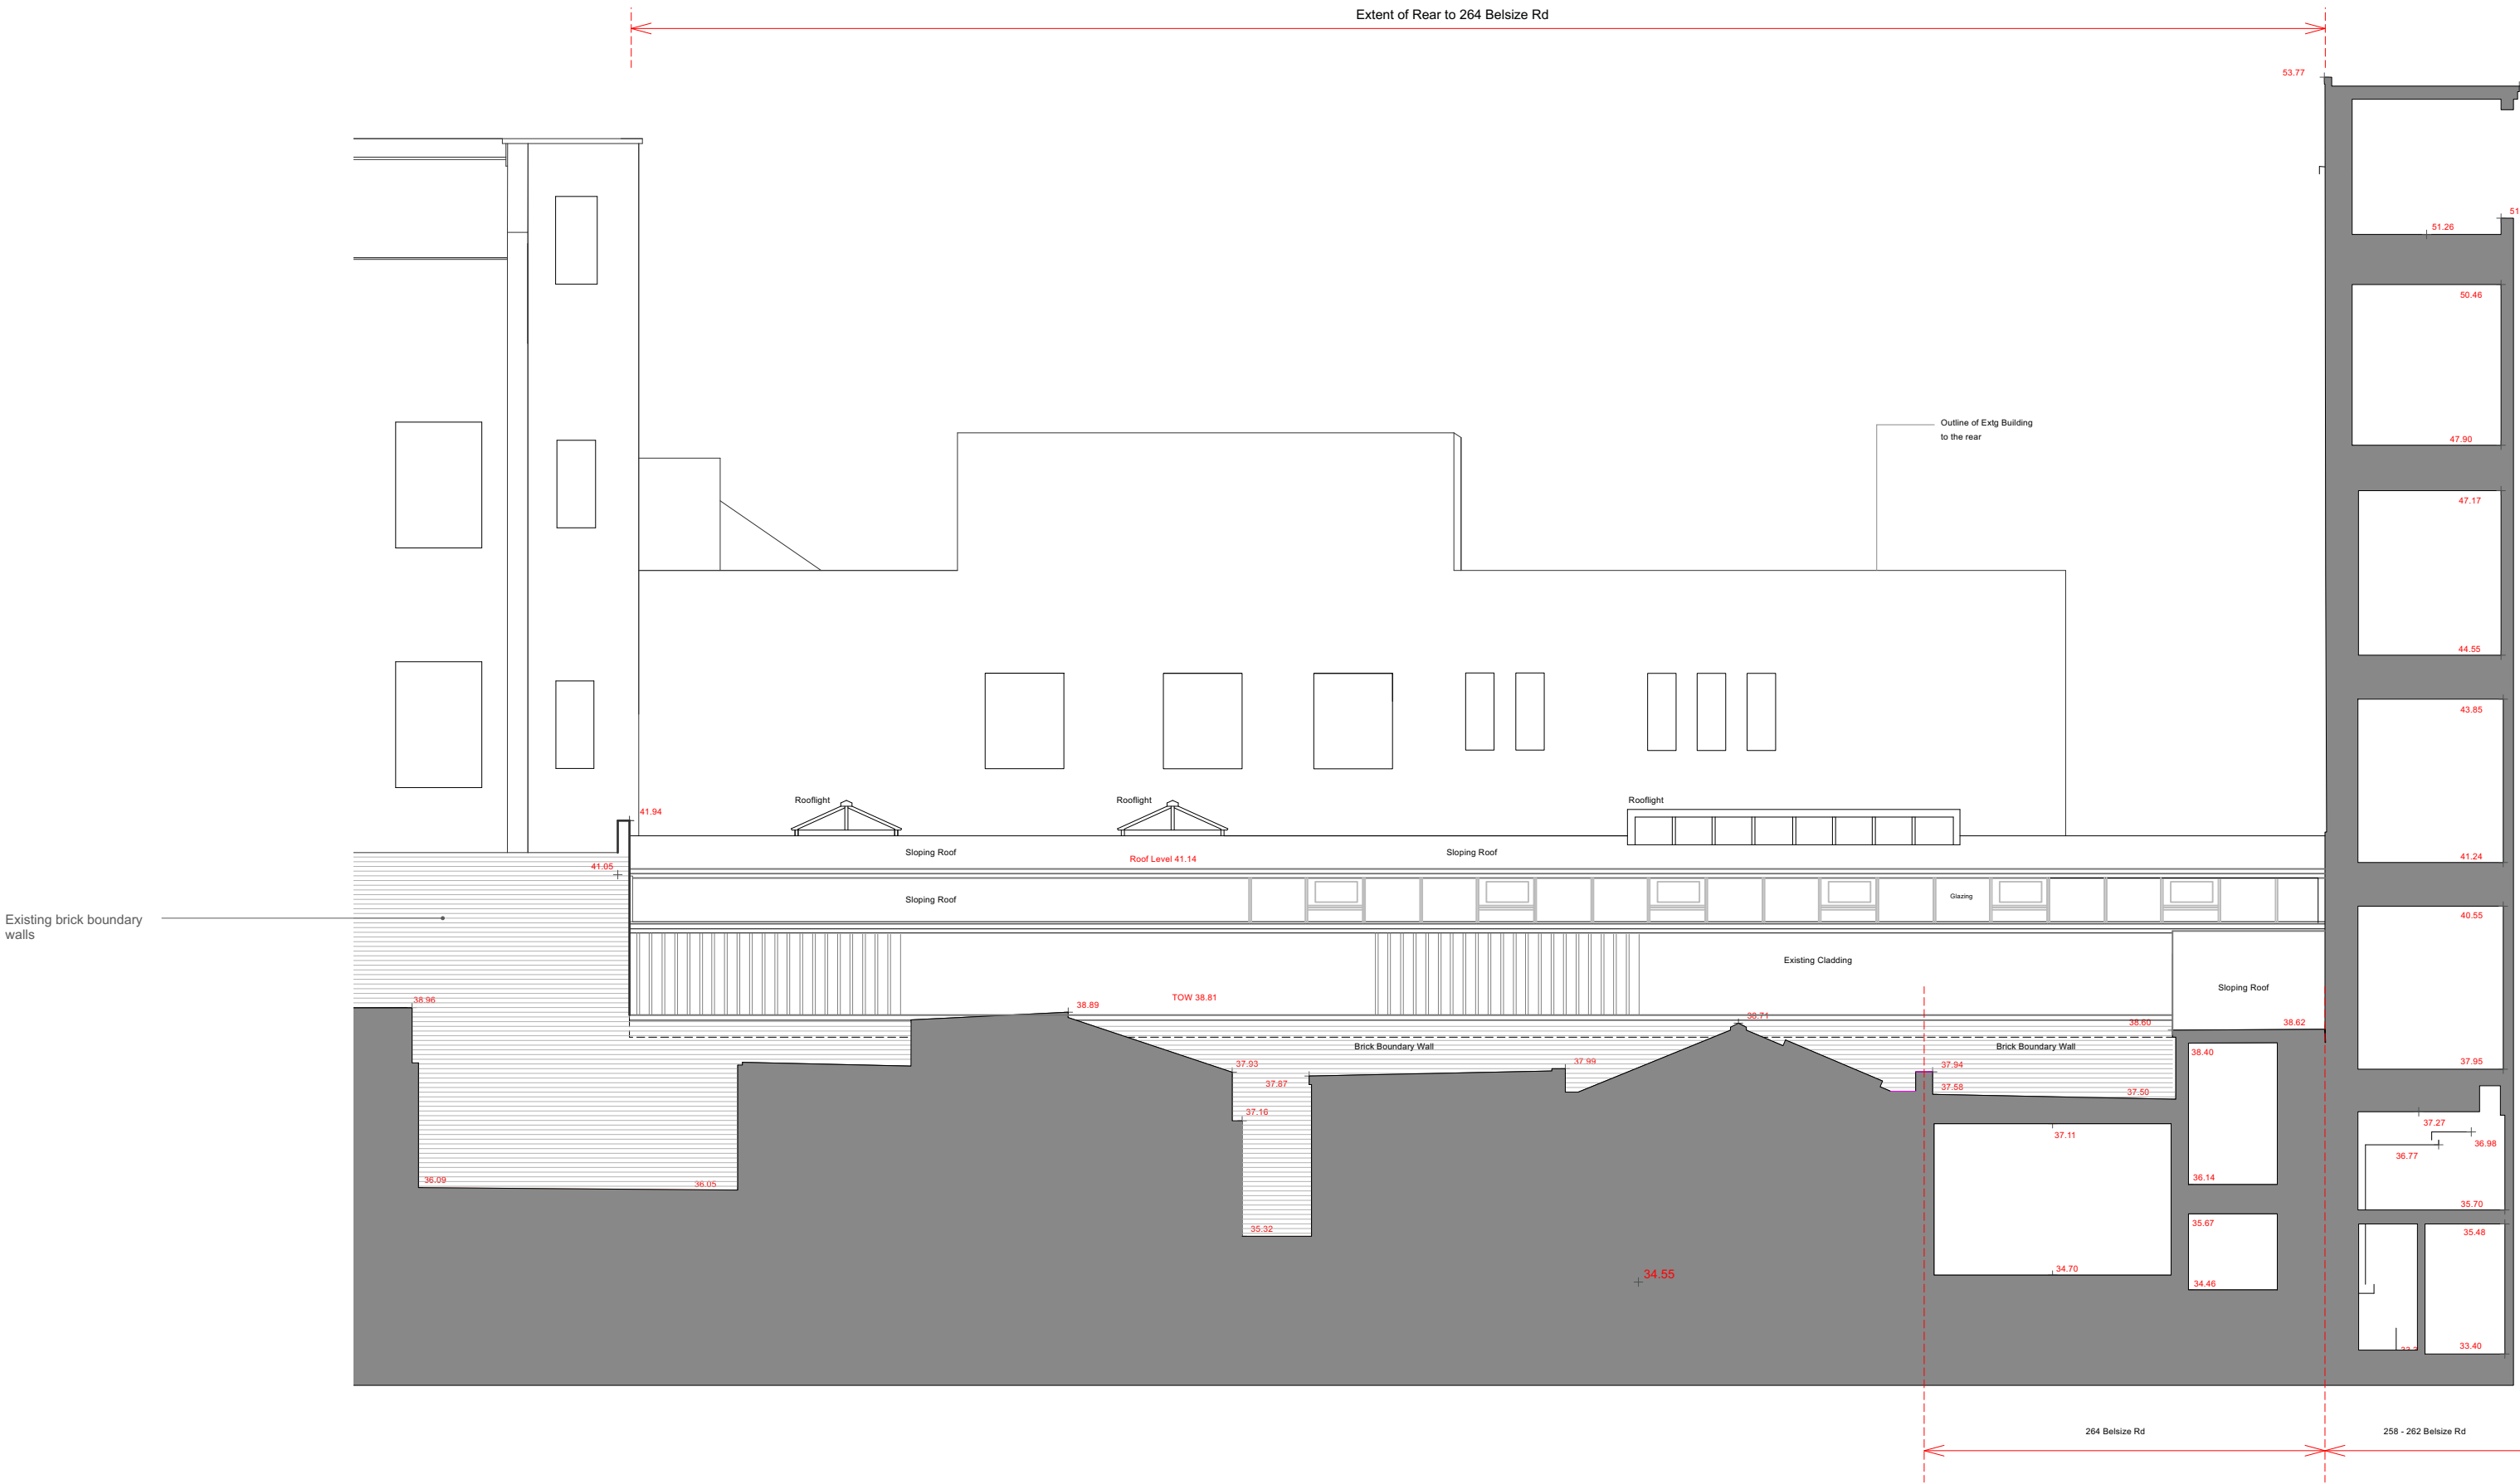 Extent of Rear to 264 Belsize Rd
53.77
51.26
50.46
Outline of Extg Building
to the rear
47.90
47.17
44.55
43.85
Rooflight
Rooflight
Rooflight
41.94
Sloping Roof
Roof Level 41.14
Sloping Roof
41.05
41.24
Sloping Roof
Glazing
Existing brick boundary
walls
40.55
Existing Cladding
Sloping Roof
38.96
TOW 38.81
38.89
38.71
38.60
38.62
Brick Boundary Wall
Brick Boundary Wall
38.40
37.93
37.99
37.94
37.95
37.87
37.58
37.50
37.16
37.11
37.27
36.98
36.77
36.09
36.05
36.14
35.70
35.32
35.67
35.48
34.55
34.70
34.46
33.40
264 Belsize Rd
258 - 262 Belsize Rd